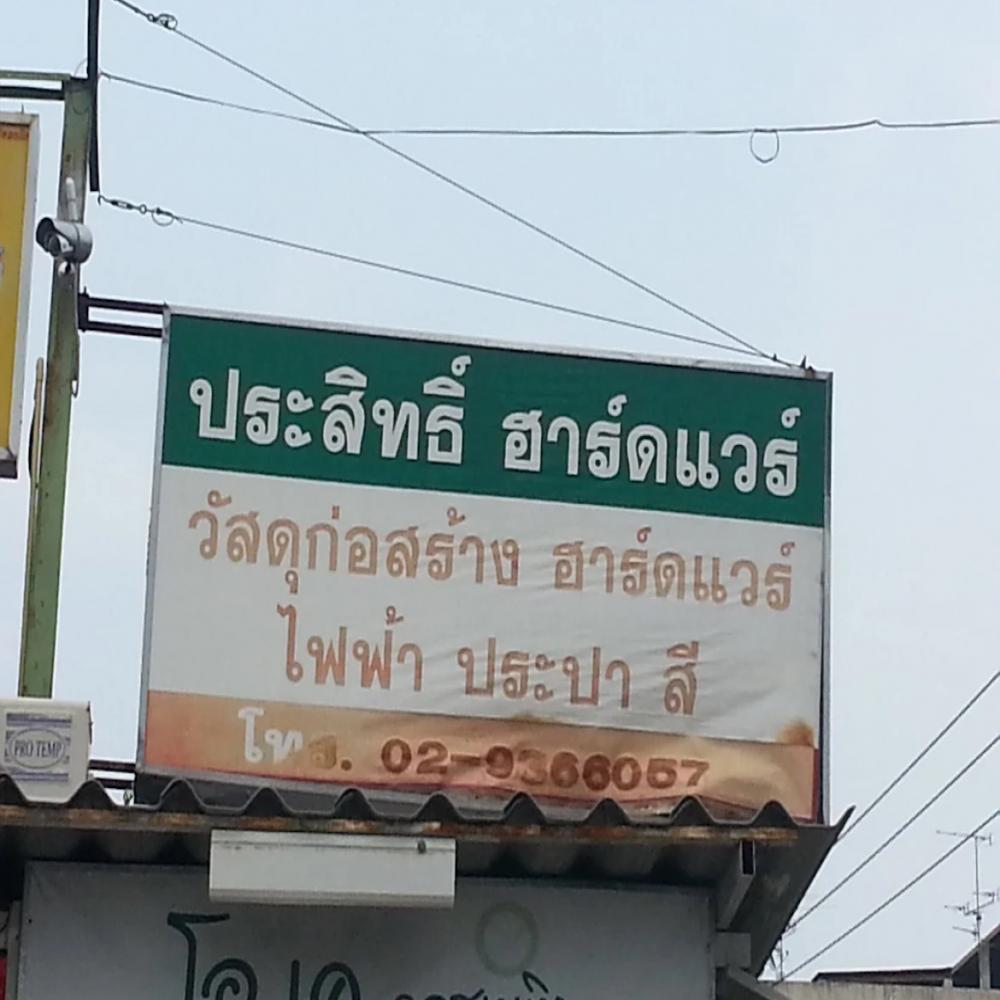 ประสิทธิ์ ฮาร์ดแวร์
วัสดุก่อสร้าง ฮาร์ดแวร์
ไฟฟ้า ประปา สี
โทร. 02-9366057
PRO TEMP